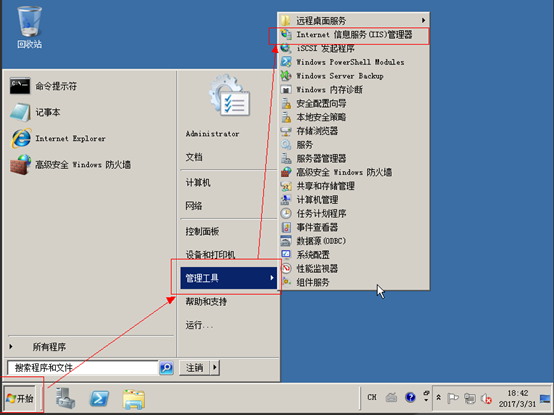 回收站
命令提示符
记事本
Internet Explorer
高级安全 Windows 防火墙
所有程序
搜索程序和文件
Administrator
文档
计算机
网络
控制面板
设备和打印机
管理工具
帮助和支持
运行...
注销
远程桌面服务
Internet 信息服务(IIS)管理器
iSCSI 发起程序
Windows PowerShell Modules
Windows Server Backup
Windows 内存诊断
安全配置向导
本地安全策略
存储浏览器
服务
服务器管理器
高级安全 Windows 防火墙
共享和存储管理
计算机管理
任务计划程序
事件查看器
数据源(ODBC)
系统配置
性能监视器
组件服务
开始
CH
18:42
2017/3/31